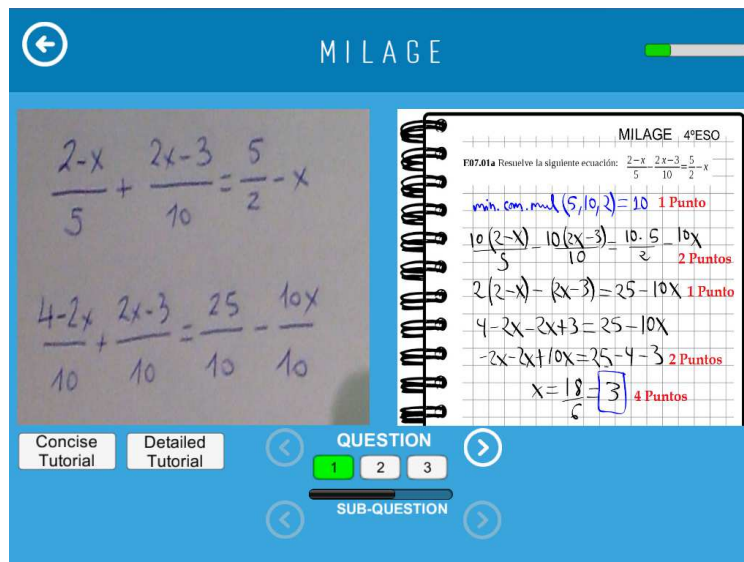 MILAGE
2-x/5 + 2x-3/10 = 5/2 - x
4-2x/10 + 2x-3/10 = 25/10 - 10x/10
MILAGE 4ºESO
E07.01a Resuelve la siguiente ecuación: 2-x/5 - 2x-3/10 = 5/2 - x
min. com. mul (5,10,2) = 10 1 Punto
10(2-x)/5 - 10(2x-3)/10 = 10·5/2 - 10x
2 Puntos
2(2-x) - (2x-3) = 25 - 10x 1 Punto
4-2x-2x+3 = 25-10x
-2x-2x+10x = 25-4-3 2 Puntos
x = 18/6 = 3 4 Puntos
Concise
Tutorial
Detailed
Tutorial
QUESTION
1 2 3
SUB-QUESTION